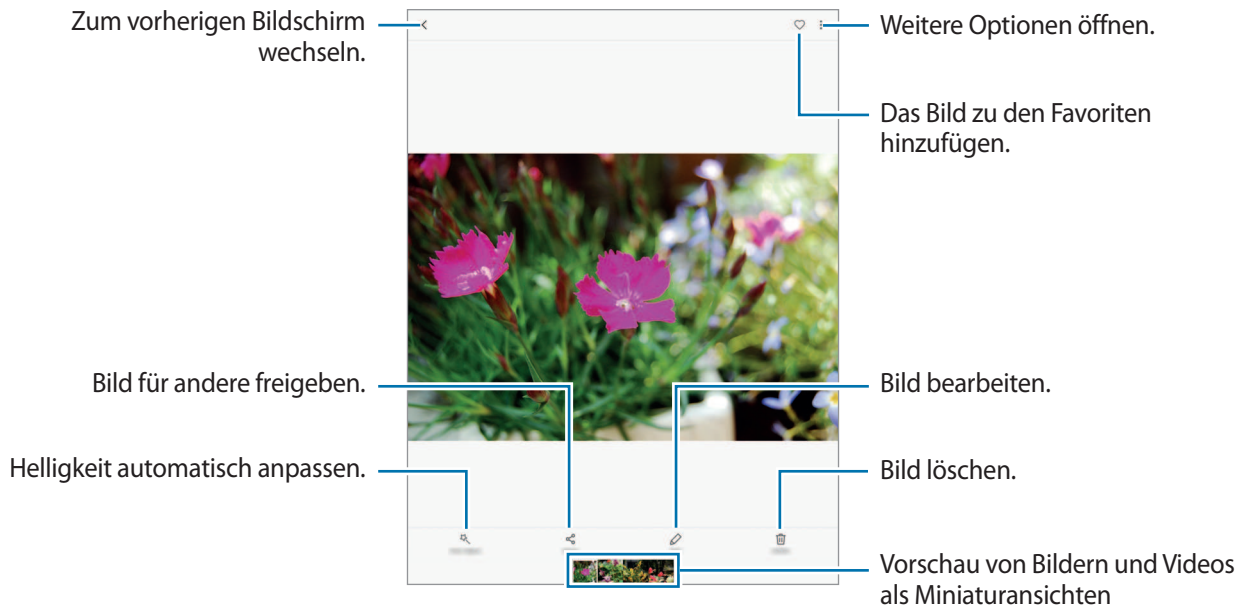 Zum vorherigen Bildschirm
wechseln.
Weitere Optionen öffnen.
Das Bild zu den Favoriten
hinzufügen.
Bild für andere freigeben.
Bild bearbeiten.
Helligkeit automatisch anpassen.
Bild löschen.
Vorschau von Bildern und Videos
als Miniaturansichten